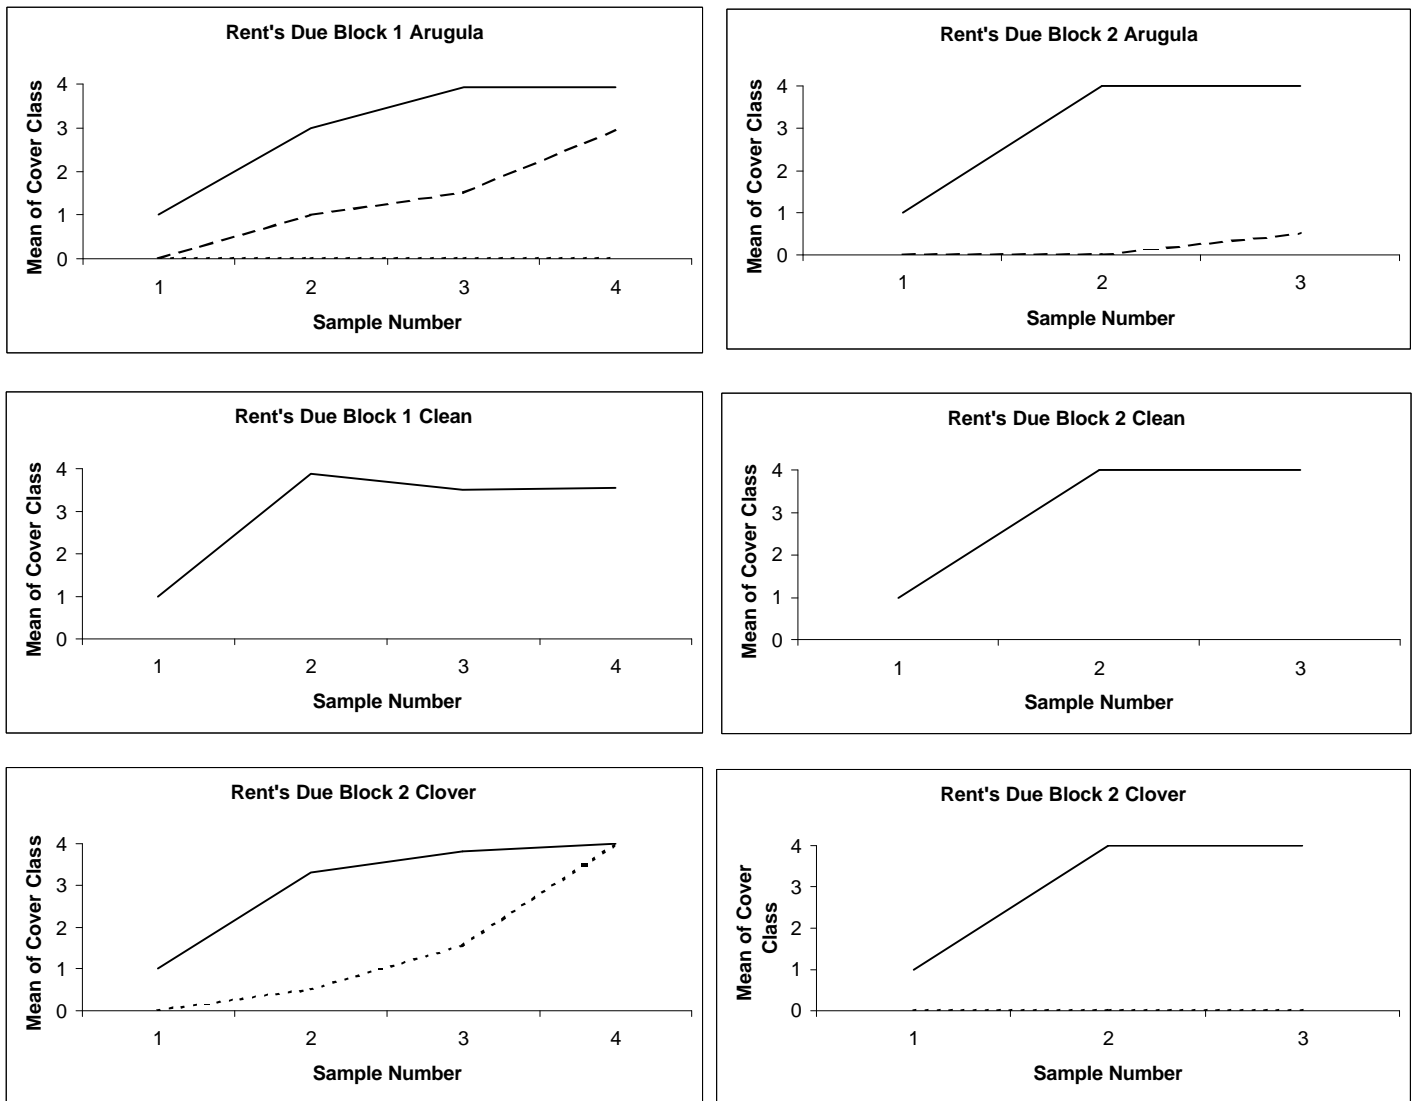 Rent's Due Block 1 Arugula
Mean of Cover Class
4
3
2
1
0
1 2 3 4
Sample Number
Rent's Due Block 2 Arugula
Mean of Cover Class
4
3
2
1
0
1 2 3
Sample Number
Rent's Due Block 1 Clean
Mean of Cover Class
4
3
2
1
0
1 2 3 4
Sample Number
Rent's Due Block 2 Clean
Mean of Cover Class
4
3
2
1
0
1 2 3
Sample Number
Rent's Due Block 2 Clover
Mean of Cover Class
4
3
2
1
0
1 2 3 4
Sample Number
Rent's Due Block 2 Clover
Mean of Cover
Class
4
3
2
1
0
1 2 3
Sample Number